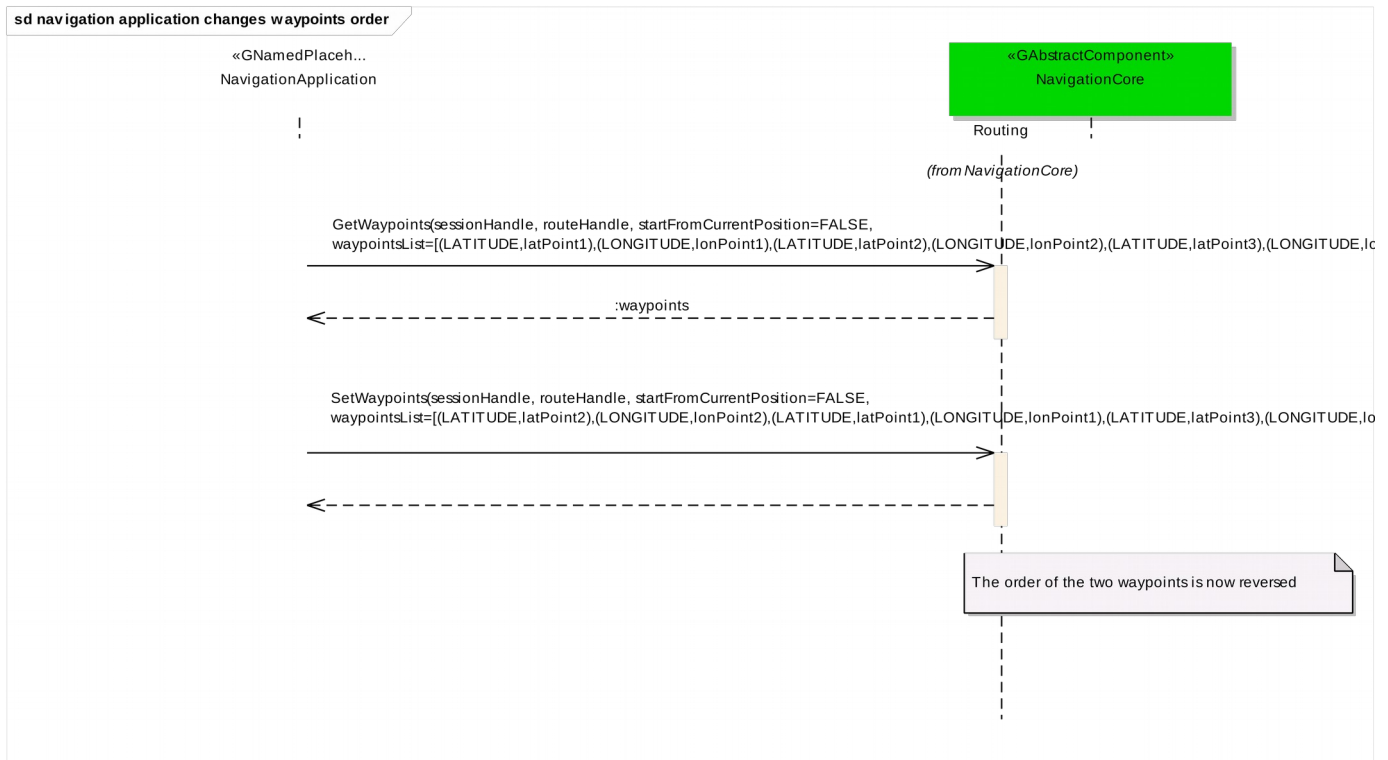 sd navigation application changes waypoints order
«GNamedPlaceh...
NavigationApplication
«GAbstractComponent»
NavigationCore
Routing
(from NavigationCore)
GetWaypoints(sessionHandle, routeHandle, startFromCurrentPosition=FALSE,
waypointsList=[(LATITUDE,latPoint1),(LONGITUDE,lonPoint1),(LATITUDE,latPoint2),(LONGITUDE,lonPoint2),(LATITUDE,latPoint3),(LONGITUDE,lo
:waypoints
SetWaypoints(sessionHandle, routeHandle, startFromCurrentPosition=FALSE,
waypointsList=[(LATITUDE,latPoint2),(LONGITUDE,lonPoint2),(LATITUDE,latPoint1),(LONGITUDE,lonPoint1),(LATITUDE,latPoint3),(LONGITUDE,lo
The order of the two waypoints is now reversed